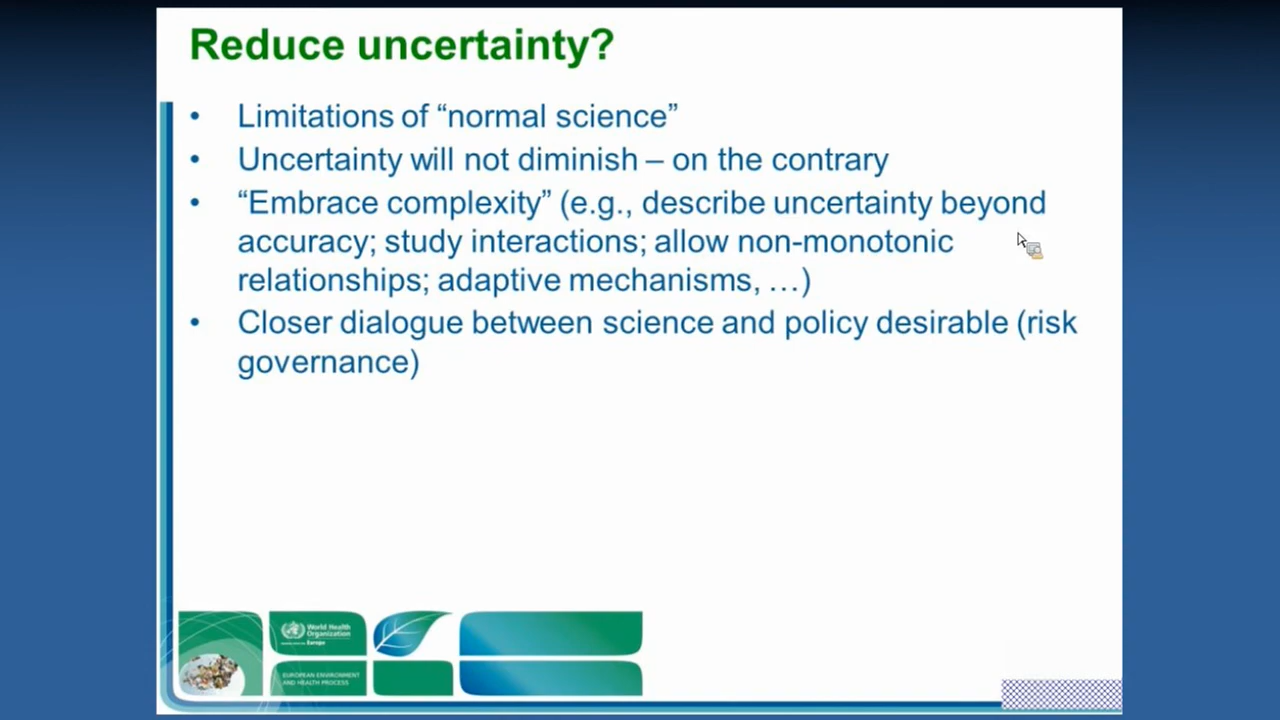 Reduce uncertainty?
• Limitations of “normal science”
• Uncertainty will not diminish – on the contrary
• “Embrace complexity” (e.g., describe uncertainty beyond
accuracy; study interactions; allow non-monotonic
relationships; adaptive mechanisms, …)
• Closer dialogue between science and policy desirable (risk
governance)
World Health
Organization
Europe
EUROPEAN ENVIRONMENT
AND HEALTH PROCESS